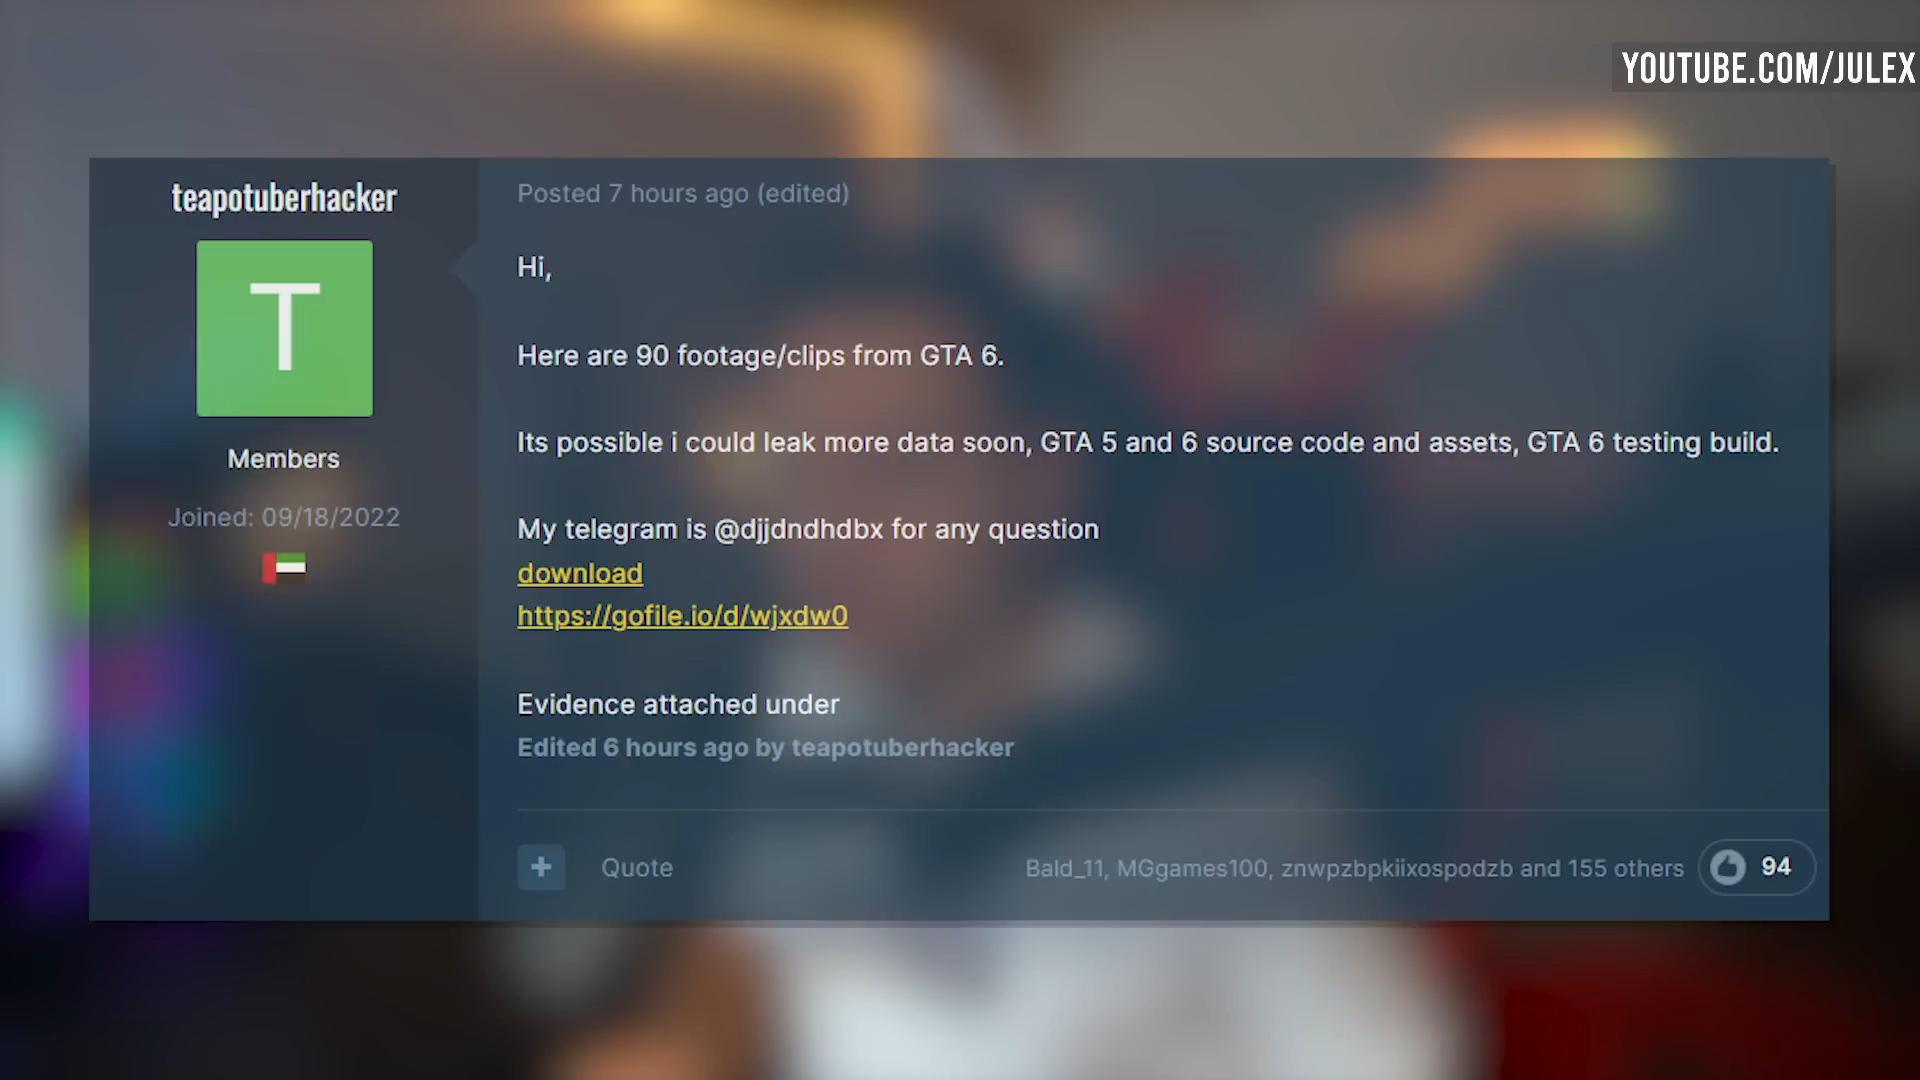 YOUTUBE.COM/JULEX
teapotuberhacker
T
Members
Joined: 09/18/2022
Posted 7 hours ago (edited)
Hi,
Here are 90 footage/clips from GTA 6.
Its possible i could leak more data soon, GTA 5 and 6 source code and assets, GTA 6 testing build.
My telegram is @djjdndhdbx for any question
download
https://gofile.io/d/wjxdw0
Evidence attached under
Edited 6 hours ago by teapotuberhacker
+ Quote
Bald_11, MGgames100, znwpzbpkiixospodzb and 155 others 94